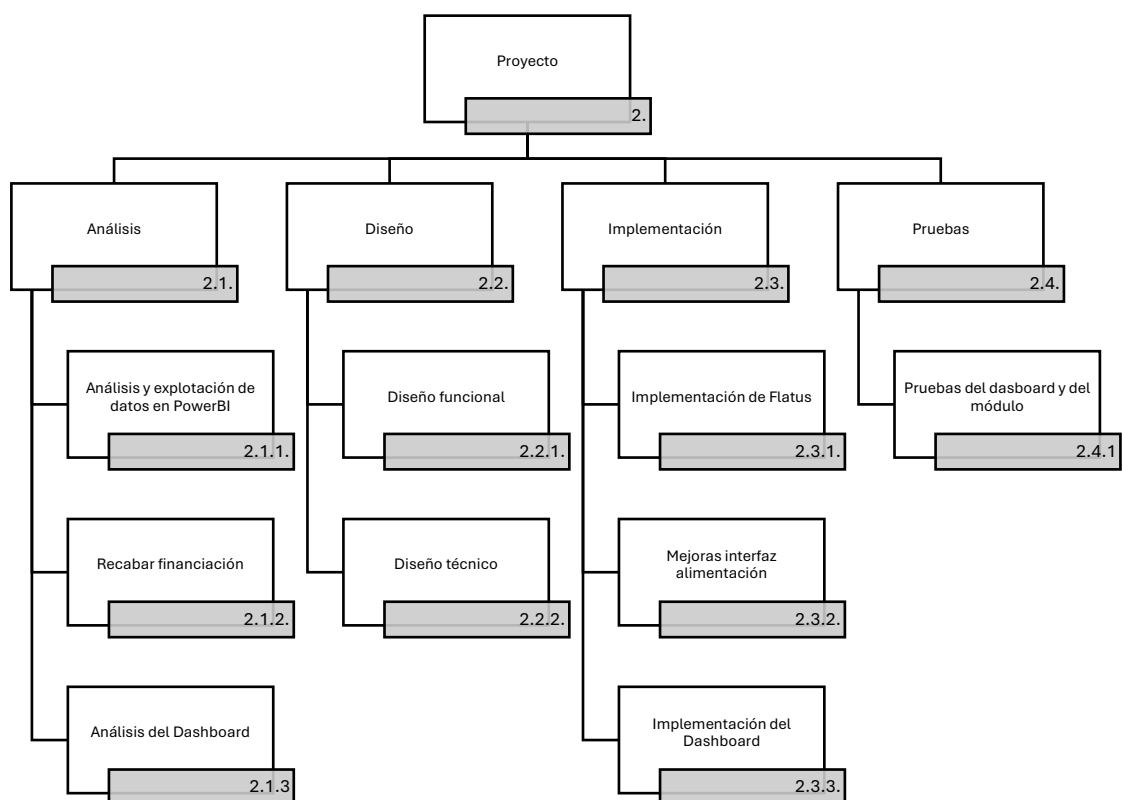 Proyecto
2.
Análisis
2.1.
Diseño
2.2.
Implementación
2.3.
Pruebas
2.4.
Análisis y explotación de
datos en PowerBI
2.1.1.
Diseño funcional
2.2.1.
Implementación de Flatus
2.3.1.
Pruebas del dasboard y del
módulo
2.4.1
Recabar financiación
2.1.2.
Diseño técnico
2.2.2.
Mejoras interfaz
alimentación
2.3.2.
Análisis del Dashboard
2.1.3
Implementación del
Dashboard
2.3.3.